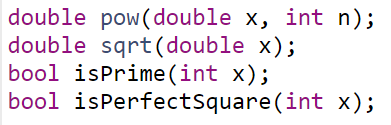 double pow(double x, int n);
double sqrt(double x);
bool isPrime(int x);
bool isPerfectSquare(int x);